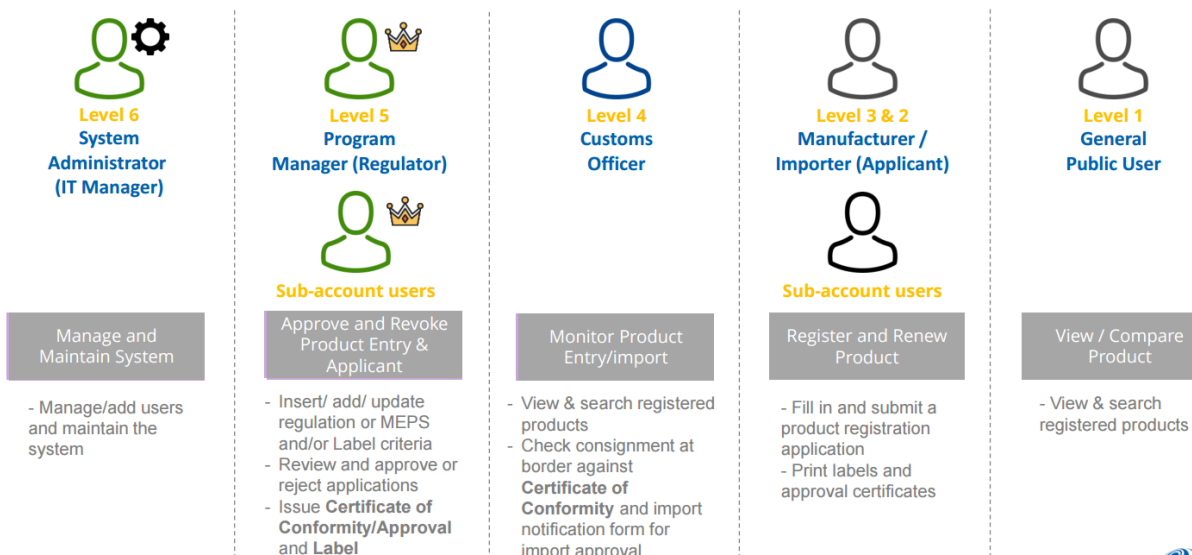 Level 6
System
Administrator
(IT Manager)
Level 5
Program
Manager (Regulator)
Sub-account users
Level 4
Customs
Officer
Level 3 & 2
Manufacturer /
Importer (Applicant)
Sub-account users
Level 1
General
Public User
Manage and
Maintain System
- Manage/add users
and maintain the
system
Approve and Revoke
Product Entry &
Applicant
- Insert/ add/ update
regulation or MEPS
and/or Label criteria
- Review and approve or
reject applications
- Issue Certificate of
Conformity/Approval
and Label
Monitor Product
Entry/import
- View & search registered
products
- Check consignment at
border against
Certificate of
Conformity and import
notification form for
import approval
Register and Renew
Product
- Fill in and submit a
product registration
application
- Print labels and
approval certificates
View / Compare
Product
- View & search
registered products